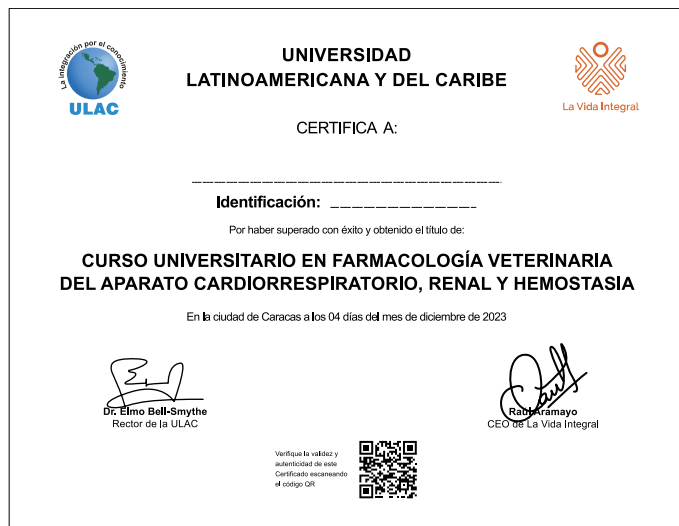 La integración por el conocimiento
ULAC
UNIVERSIDAD
LATINOAMERICANA Y DEL CARIBE
La Vida Integral
CERTIFICA A:
Identificación:
Por haber superado con éxito y obtenido el título de:
CURSO UNIVERSITARIO EN FARMACOLOGÍA VETERINARIA
DEL APARATO CARDIORRESPIRATORIO, RENAL Y HEMOSTASIA
En la ciudad de Caracas a los 04 días del mes de diciembre de 2023
Dr. Elmo Bell-Smythe
Rector de la ULAC
Raúl Aramayo
CEO de La Vida Integral
Verifique la validez y
autenticidad de este
Certificado escaneando
el código QR